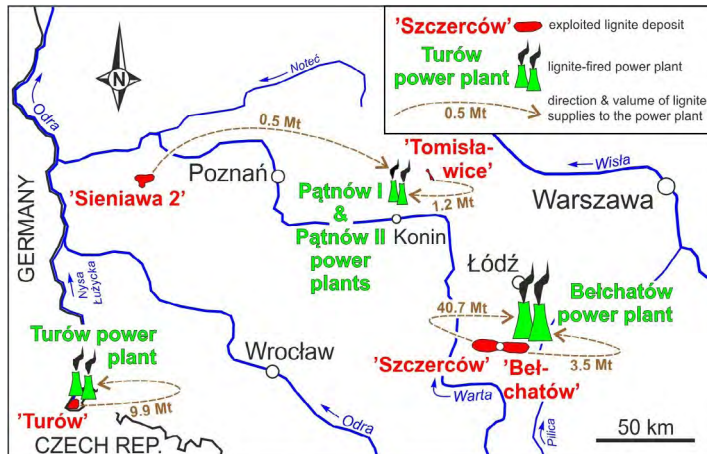 'Szczerców'
exploited lignite deposit
Turów
power plant
lignite-fired power plant
0.5 Mt
direction & valume of lignite
supplies to the power plant
N
Noteć
Odra
0.5 Mt
'Tomisła-
wice'
Wisła
Poznań
'Sieniawa 2'
Pątnów I
&
Pątnów II
power
plants
1.2 Mt
Warszawa
Konin
GERMANY
Nysa
Łużycka
Łódź
40.7 Mt
Bełchatów
power plant
Turów power
plant
Wrocław
'Szczerców'
'Beł-
chatów'
3.5 Mt
'Turów'
9.9 Mt
Odra
Warta
Pilica
50 km
CZECH REP.